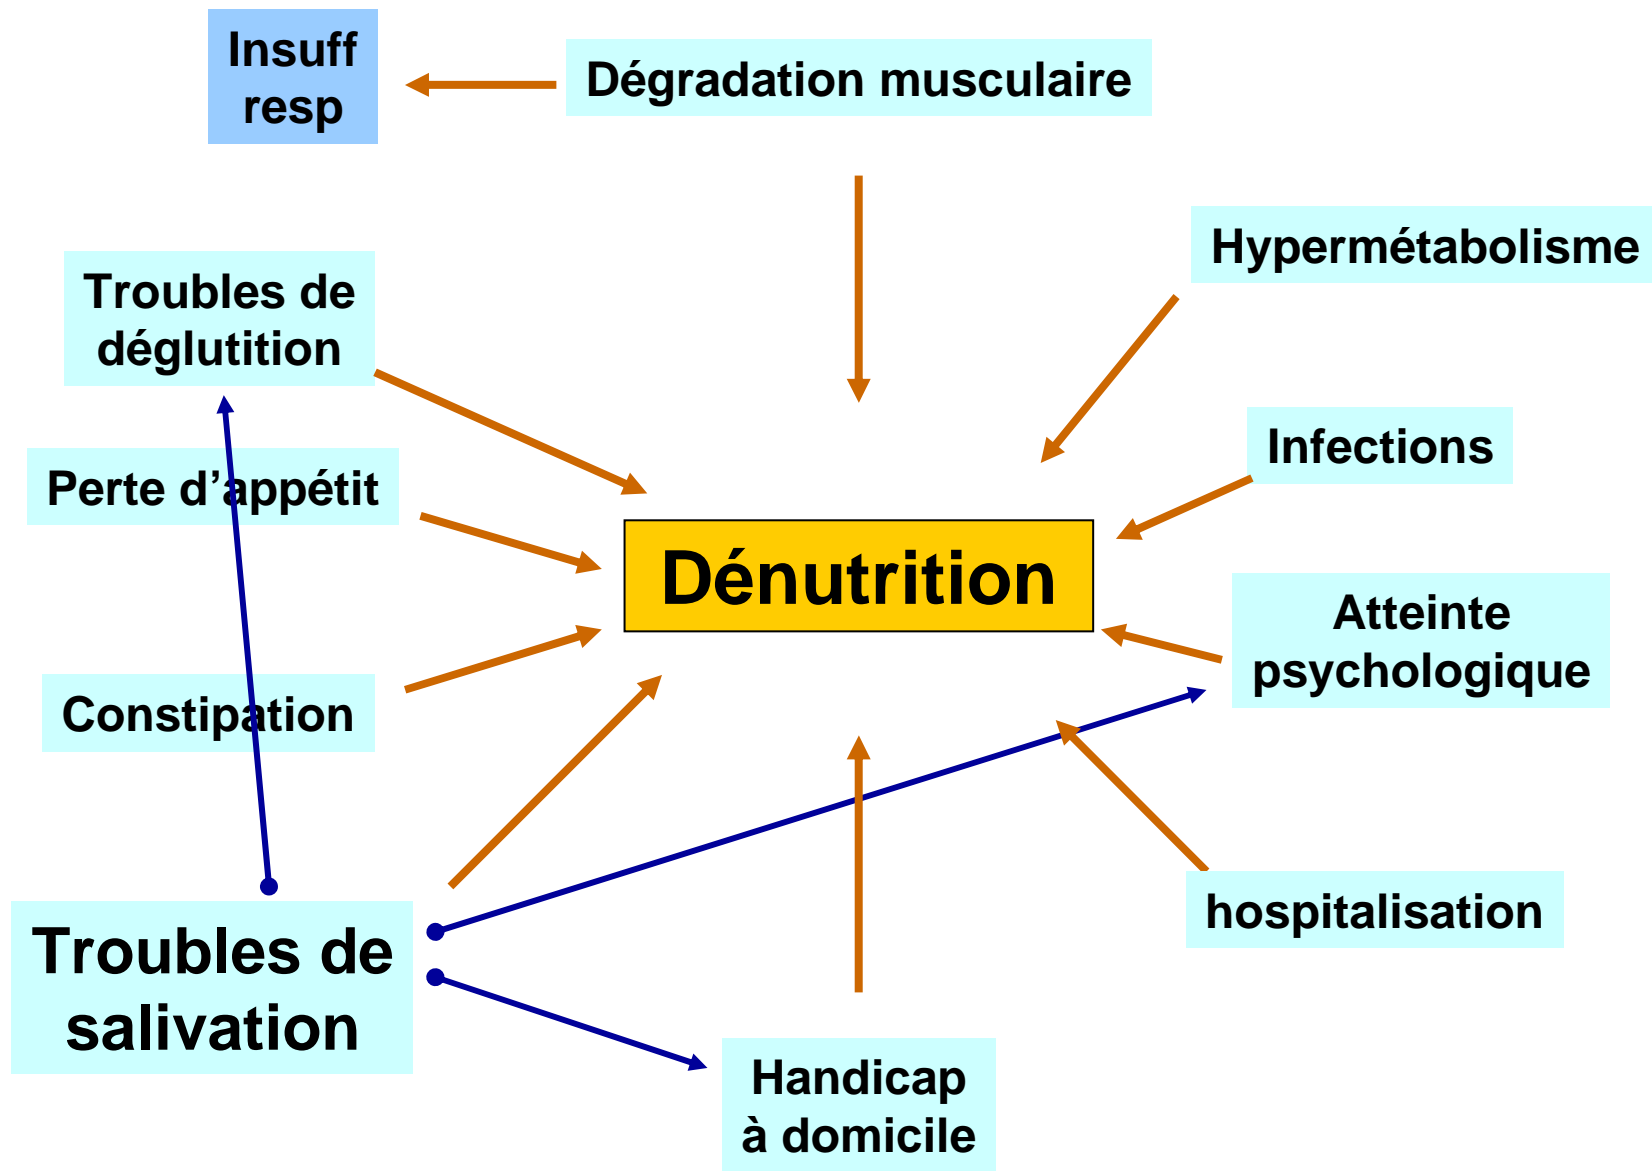 Insuff
resp
Dégradation musculaire
Hypermétabolisme
Troubles de
déglutition
Infections
Perte d’appétit
Dénutrition
Atteinte
psychologique
Constipation
hospitalisation
Troubles de
salivation
Handicap
à domicile